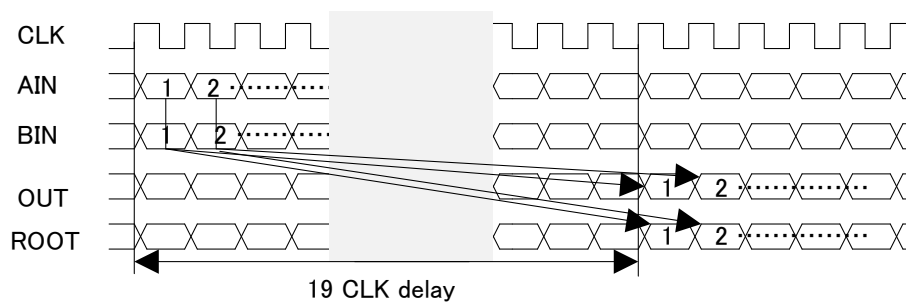 CLK
AIN 1 2
BIN 1 2
OUT 1 2
ROOT 1 2
19 CLK delay